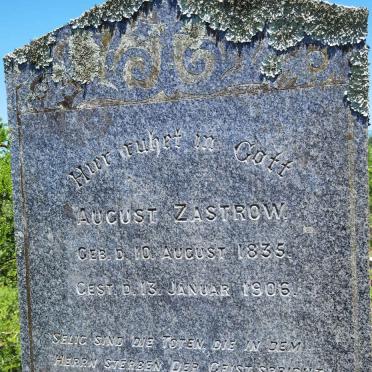 Hier ruhet in Gott
AUGUST ZASTROW.
GEB. D. 10. AUGUST 1835.
GEST. D. 13. JANUAR 1906.
SELIG SIND DIE TOTEN, DIE IN DEM
HERRN STERBEN. DER GEIST SPRICHT